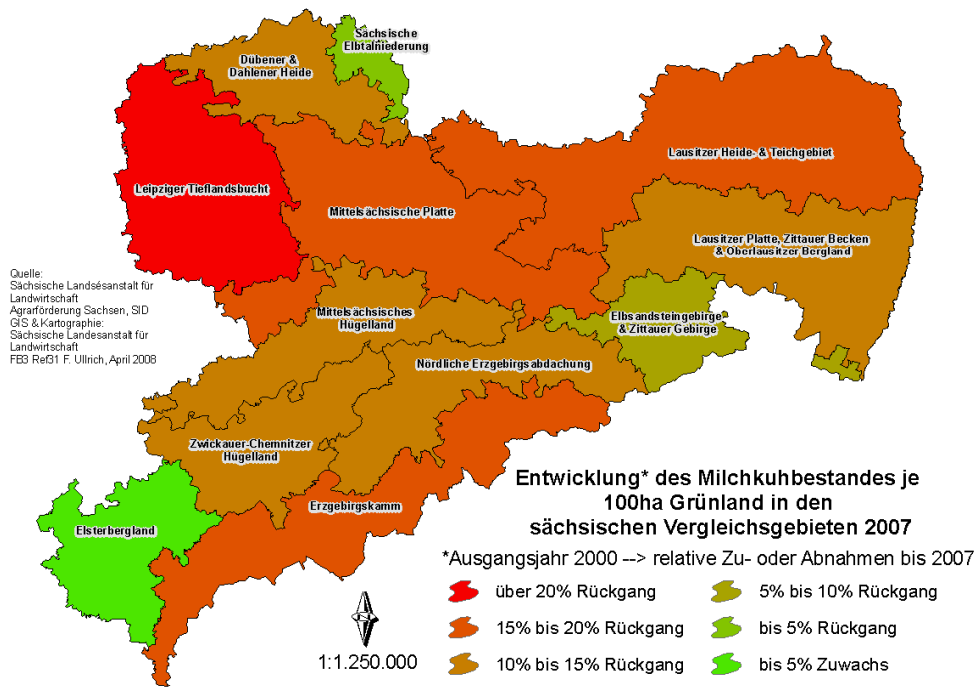 Sächsische
Elbtalniederung
Dübener &
Dahlener Heide
Lausitzer Heide- & Teichgebiet
Leipziger Tieflandsbucht
Mittelsächsische Platte
Lausitzer Platte, Zittauer Becken
& Oberlausitzer Bergland
Quelle:
Sächsische Landsésanstalt für
Landwirtschaft
Agrarförderung Sachsen, SID
GIS & Kartographie:
Sächsische Landesanstalt für
Landwirtschaft
FB3 Ref31 F. Ullrich, April 2008
Mittelsächsisches
Hügelland
Elbsandsteingebirge
& Zittauer Gebirge
Nördliche Erzgebirgsabdachung
Zwickauer-Chemnitzer
Hügelland
Erzgebirgskamm
Elsterbergland
Entwicklung* des Milchkuhbestandes je
100ha Grünland in den
sächsischen Vergleichsgebieten 2007
*Ausgangsjahr 2000 --> relative Zu- oder Abnahmen bis 2007
über 20% Rückgang
15% bis 20% Rückgang
10% bis 15% Rückgang
5% bis 10% Rückgang
bis 5% Rückgang
bis 5% Zuwachs
1:1.250.000